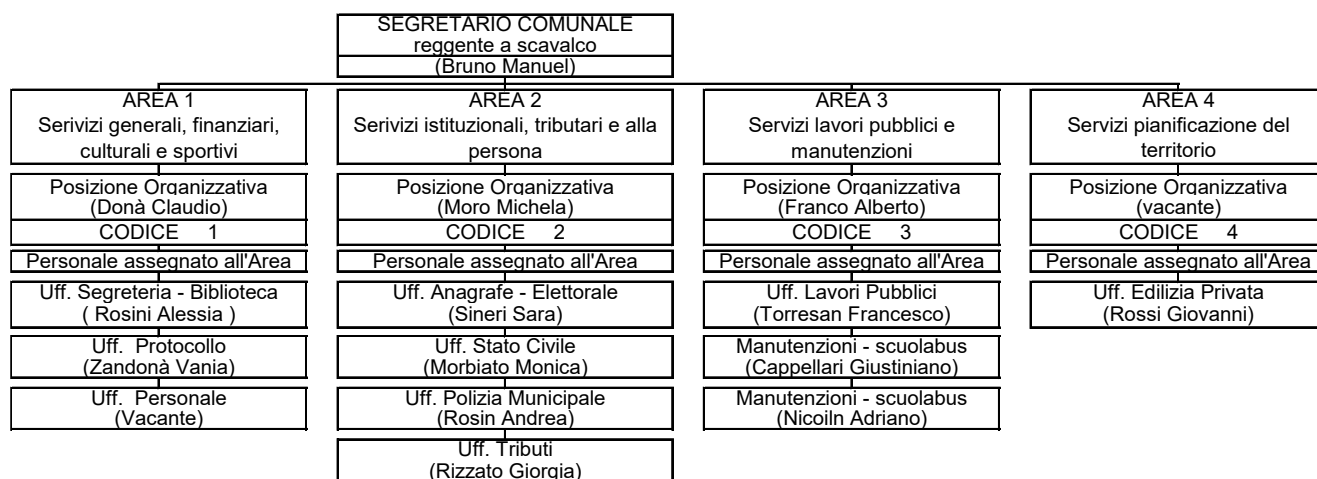 SEGRETARIO COMUNALE
reggente a scavalco
(Bruno Manuel)
AREA 1
Serivizi generali, finanziari,
culturali e sportivi
Posizione Organizzativa
(Donà Claudio)
CODICE 1
Personale assegnato all'Area
Uff. Segreteria - Biblioteca
( Rosini Alessia )
Uff. Protocollo
(Zandonà Vania)
Uff. Personale
(Vacante)
AREA 2
Serivizi istituzionali, tributari e alla
persona
Posizione Organizzativa
(Moro Michela)
CODICE 2
Personale assegnato all'Area
Uff. Anagrafe - Elettorale
(Sineri Sara)
Uff. Stato Civile
(Morbiato Monica)
Uff. Polizia Municipale
(Rosin Andrea)
Uff. Tributi
(Rizzato Giorgia)
AREA 3
Servizi lavori pubblici e
manutenzioni
Posizione Organizzativa
(Franco Alberto)
CODICE 3
Personale assegnato all'Area
Uff. Lavori Pubblici
(Torresan Francesco)
Manutenzioni - scuolabus
(Cappellari Giustiniano)
Manutenzioni - scuolabus
(Nicoiln Adriano)
AREA 4
Servizi pianificazione del
territorio
Posizione Organizzativa
(vacante)
CODICE 4
Personale assegnato all'Area
Uff. Edilizia Privata
(Rossi Giovanni)